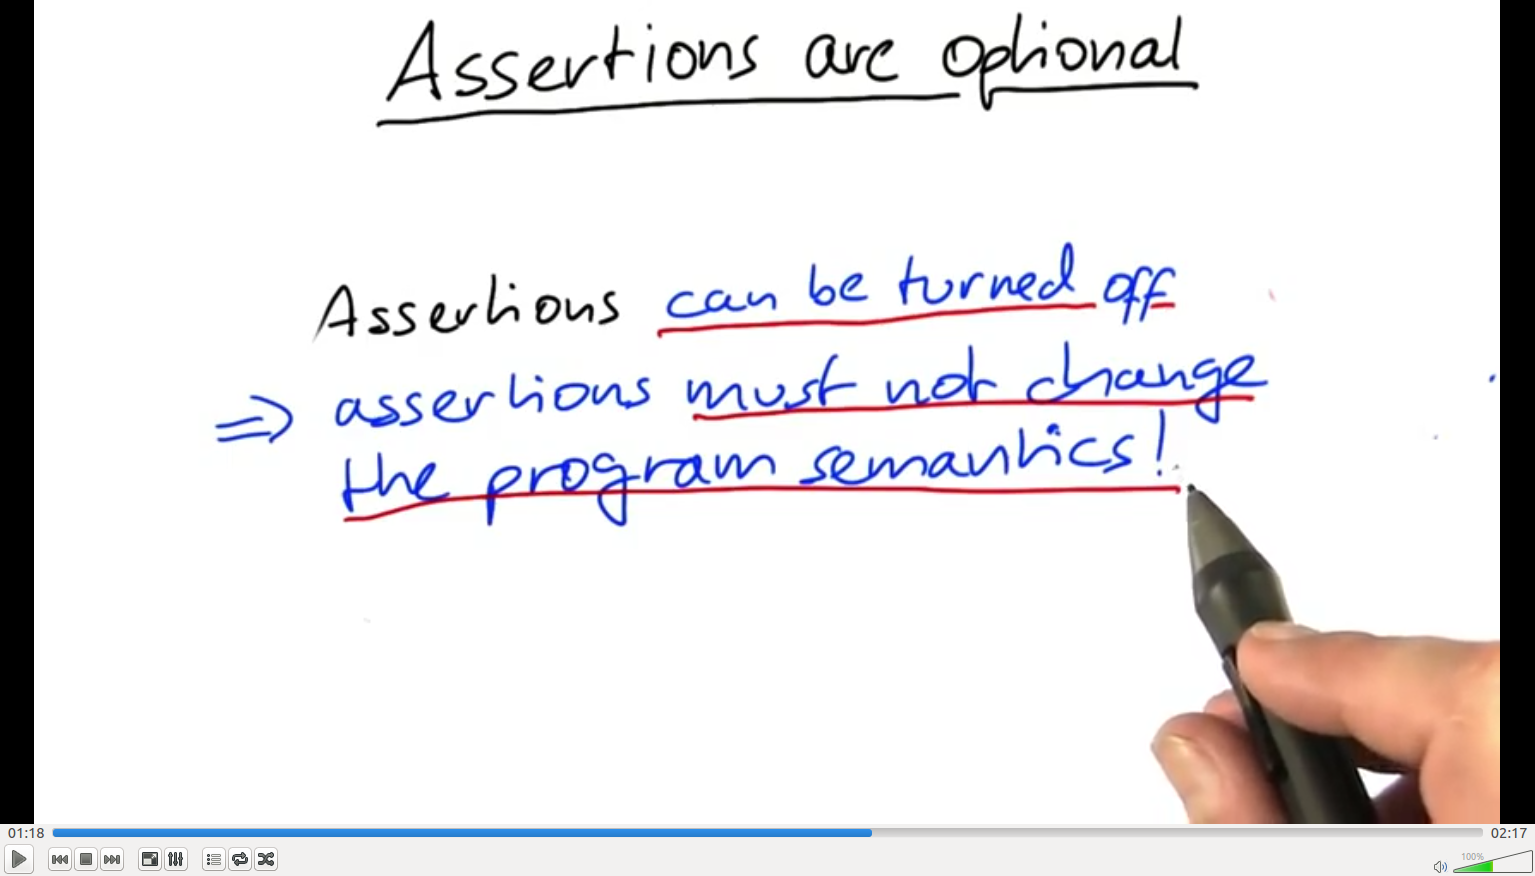 Assertions are optional
Assertions can be turned off
⇒ assertions must not change
the program semantics!
01:18
02:17
100%